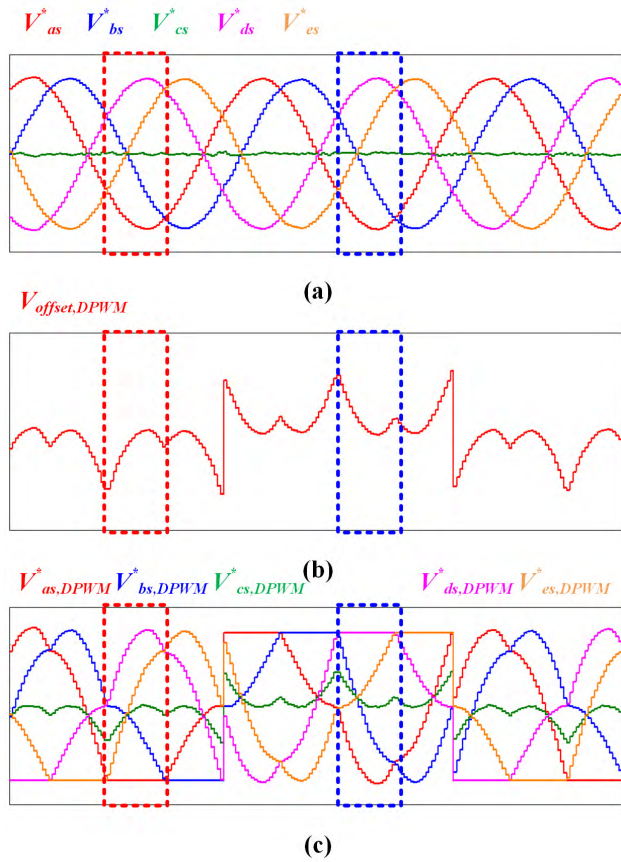 V*as V*bs V*cs V*ds V*es
(a)
Voffset,DPWM
(b)
V*as,DPWM V*bs,DPWM V*cs,DPWM V*ds,DPWM V*es,DPWM
(c)